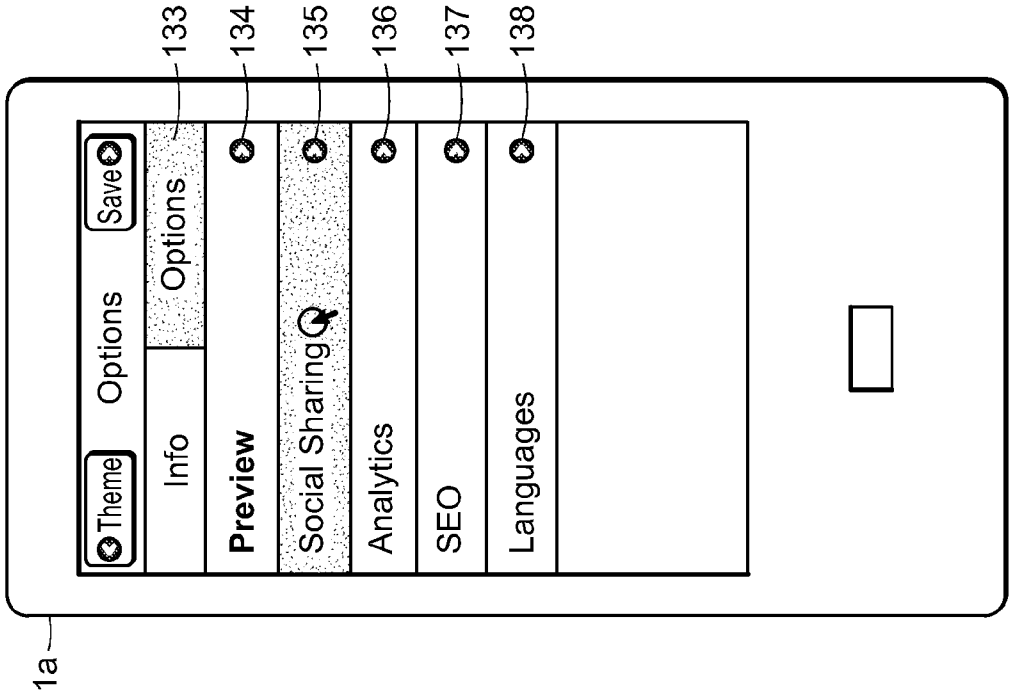 Theme Options Save
Info Options 133
Preview 134
Social Sharing 135
Analytics 136
SEO 137
Languages 138
1a